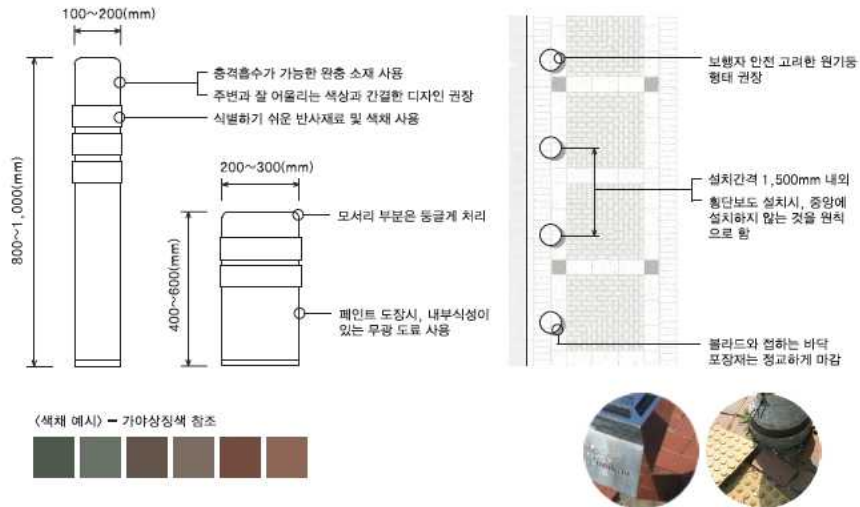 100~200(mm)
충격흡수가 가능한 완충 소재 사용
주변과 잘 어울리는 색상과 간결한 디자인 권장
식별하기 쉬운 반사재료 및 색채 사용
800~1,000(mm)
200~300(mm)
모서리 부분은 둥글게 처리
400~600(mm)
페인트 도장시, 내부식성이
있는 무광 도료 사용
보행자 안전 고리한 원기둥
형태 권장
설치간격 1,500mm 내외
횡단보도 설치시, 중앙에
설치하지 않는 것을 원칙
으로 함
볼라드와 접하는 바닥
포장재는 정교하게 마감
〈색채 예시〉 - 가야상징색 참조